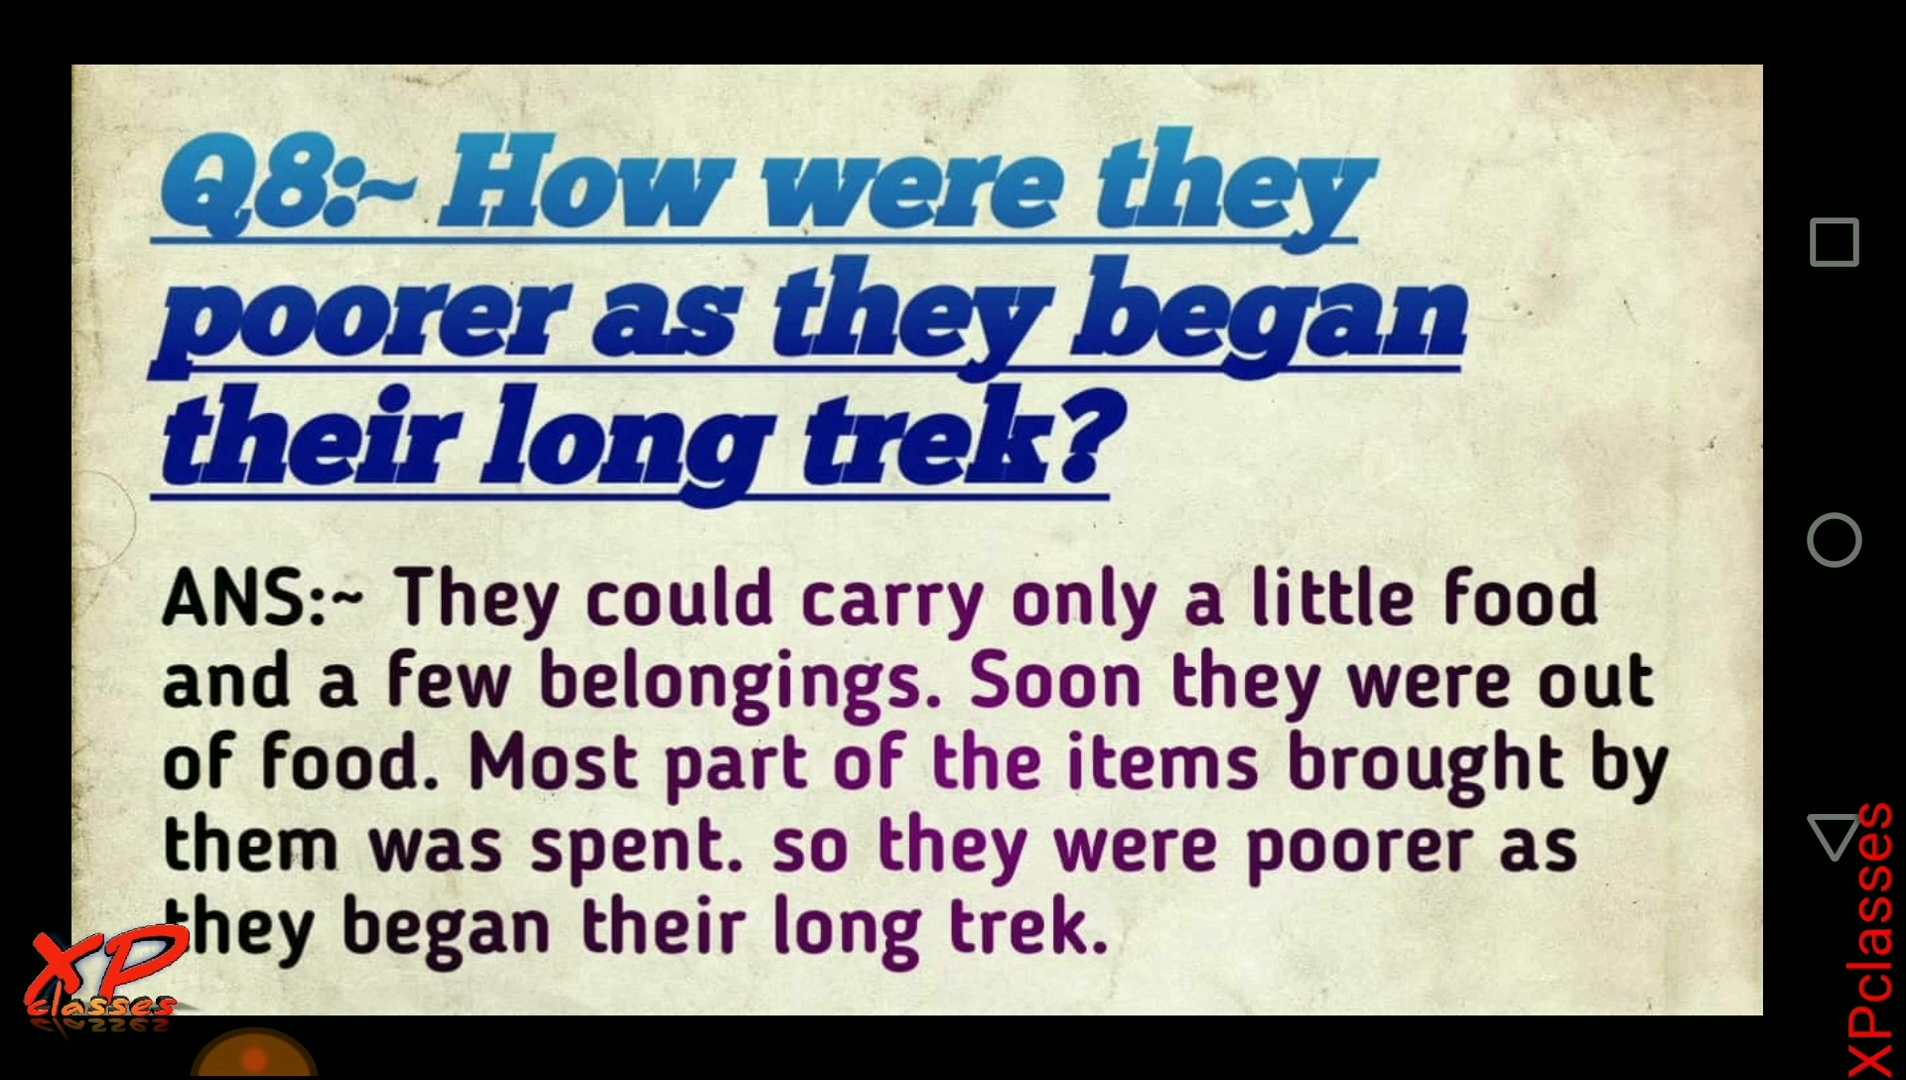 Q8:~ How were they
poorer as they began
their long trek?
ANS:~ They could carry only a little food
and a few belongings. Soon they were out
of food. Most part of the items brought by
them was spent. so they were poorer as
they began their long trek.
XP
classes
XPclasses